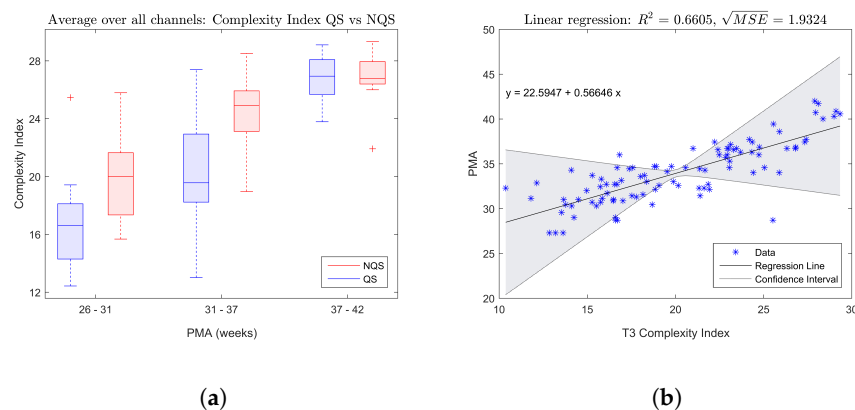 Average over all channels: Complexity Index QS vs NQS
28
24
20
16
12
Complexity Index
NQS
QS
26 - 31
31 - 37
37 - 42
PMA (weeks)
(a)
Linear regression: R² = 0.6605, √MSE = 1.9324
50
45
40
35
30
25
20
PMA
y = 22.5947 + 0.56646 x
Data
Regression Line
Confidence Interval
10
15
20
25
30
T3 Complexity Index
(b)